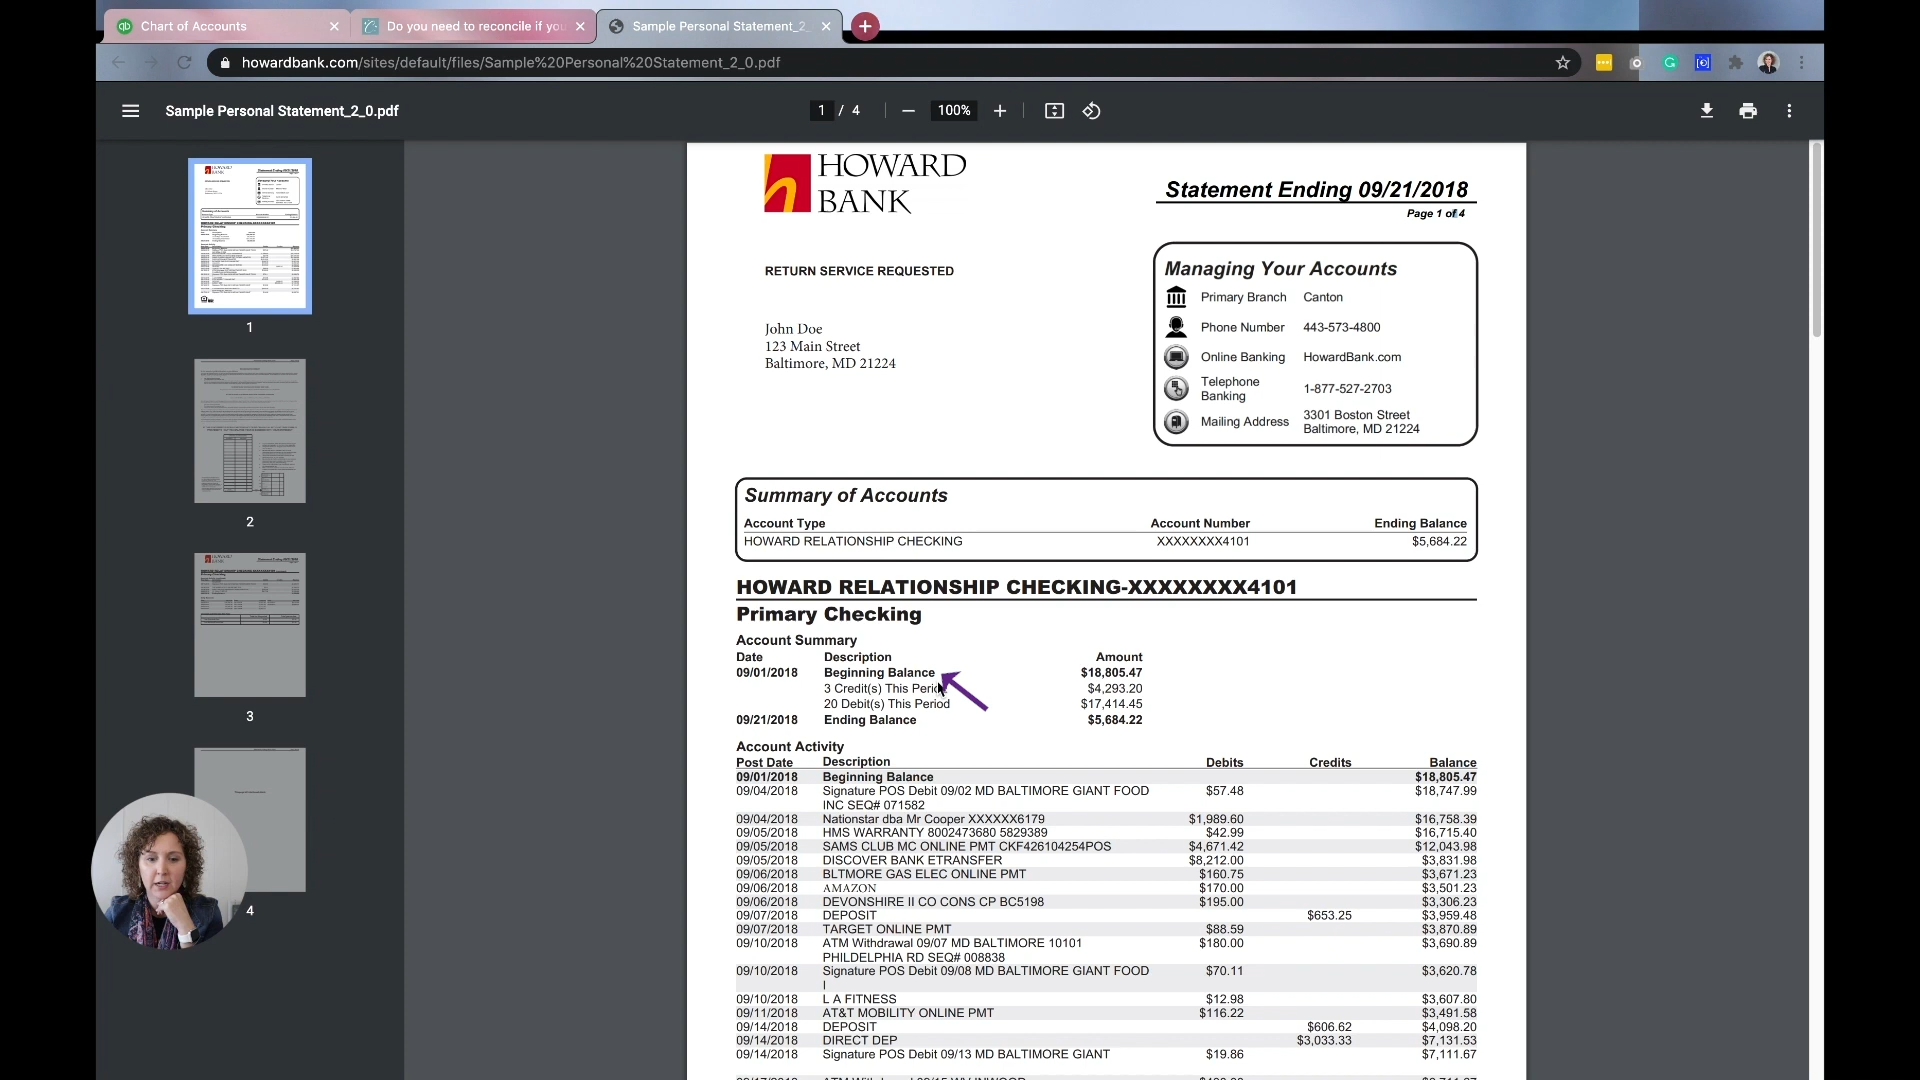 Chart of Accounts
Do you need to reconcile if you
Sample Personal Statement_2_
howardbank.com/sites/default/files/Sample%20Personal%20Statement_2_0.pdf
Sample Personal Statement_2_0.pdf
1 / 4
100%
HOWARD
BANK
Statement Ending 09/21/2018
Page 1 of 4
RETURN SERVICE REQUESTED
John Doe
123 Main Street
Baltimore, MD 21224
Managing Your Accounts
Primary Branch Canton
Phone Number 443-573-4800
Online Banking HowardBank.com
Telephone
Banking 1-877-527-2703
Mailing Address 3301 Boston Street
Baltimore, MD 21224
Summary of Accounts
Account Type Account Number Ending Balance
HOWARD RELATIONSHIP CHECKING XXXXXXXX4101 $5,684.22
HOWARD RELATIONSHIP CHECKING-XXXXXXXX4101
Primary Checking
Account Summary
Date Description Amount
09/01/2018 Beginning Balance $18,805.47
3 Credit(s) This $4,293.20
20 Debit(s) This Period $17,414.45
09/21/2018 Ending Balance $5,684.22
Account Activity
Post Date Description Debits Credits Balance
09/01/2018 Beginning Balance $18,805.47
09/04/2018 Signature POS Debit 09/02 MD BALTIMORE GIANT FOOD $57.48 $18,747.99
INC SEQ# 071582
09/04/2018 Nationstar dba Mr Cooper XXXXXX6179 $1,989.60 $16,758.39
09/05/2018 HMS WARRANTY 8002473680 5829389 $42.99 $16,715.40
09/05/2018 SAMS CLUB MC ONLINE PMT CKF426104254POS $4,671.42 $12,043.98
09/05/2018 DISCOVER BANK ETRANSFER $8,212.00 $3,831.98
09/06/2018 BLTMORE GAS ELEC ONLINE PMT $160.75 $3,671.23
09/06/2018 AMAZON $170.00 $3,501.23
09/06/2018 DEVONSHIRE II CO CONS CP BC5198 $195.00 $3,306.23
09/07/2018 DEPOSIT $653.25 $3,959.48
09/07/2018 TARGET ONLINE PMT $88.59 $3,870.89
09/10/2018 ATM Withdrawal 09/07 MD BALTIMORE 10101 $180.00 $3,690.89
PHILDELPHIA RD SEQ# 008838
09/10/2018 Signature POS Debit 09/08 MD BALTIMORE GIANT FOOD $70.11 $3,620.78
I
09/10/2018 L A FITNESS $12.98 $3,607.80
09/11/2018 AT&T MOBILITY ONLINE PMT $116.22 $3,491.58
09/14/2018 DEPOSIT $606.62 $4,098.20
09/14/2018 DIRECT DEP $3,033.33 $7,131.53
09/14/2018 Signature POS Debit 09/13 MD BALTIMORE GIANT $19.86 $7,111.67
1
2
3
4